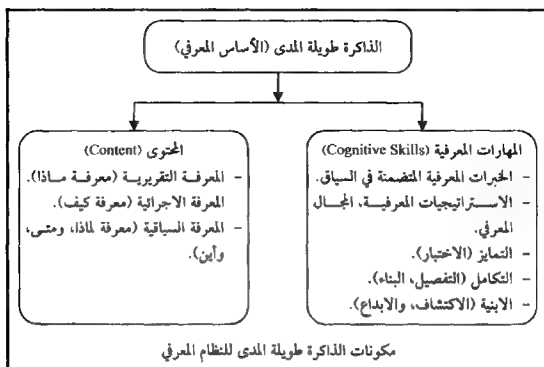 الذاكرة طويلة المدى (الأساس المعرفي)
المهارات المعرفية (Cognitive Skills)
- الخبرات المعرفية المتضمنة في السياق.
- الاستراتيجيات المعرفية، المجال
المعرفي.
- التمايز (الاختبار).
- التكامل (التفصيل، البناء).
- الابنية (الاكتشاف، والابداع).
المحتوى (Content)
- المعرفة التقريرية (معرفة ماذا).
المعرفة الاجرائية (معرفة كيف).
- المعرفة السياقية (معرفة لماذا، ومتى،
وأين).
مكونات الذاكرة طويلة المدى للنظام المعرفي